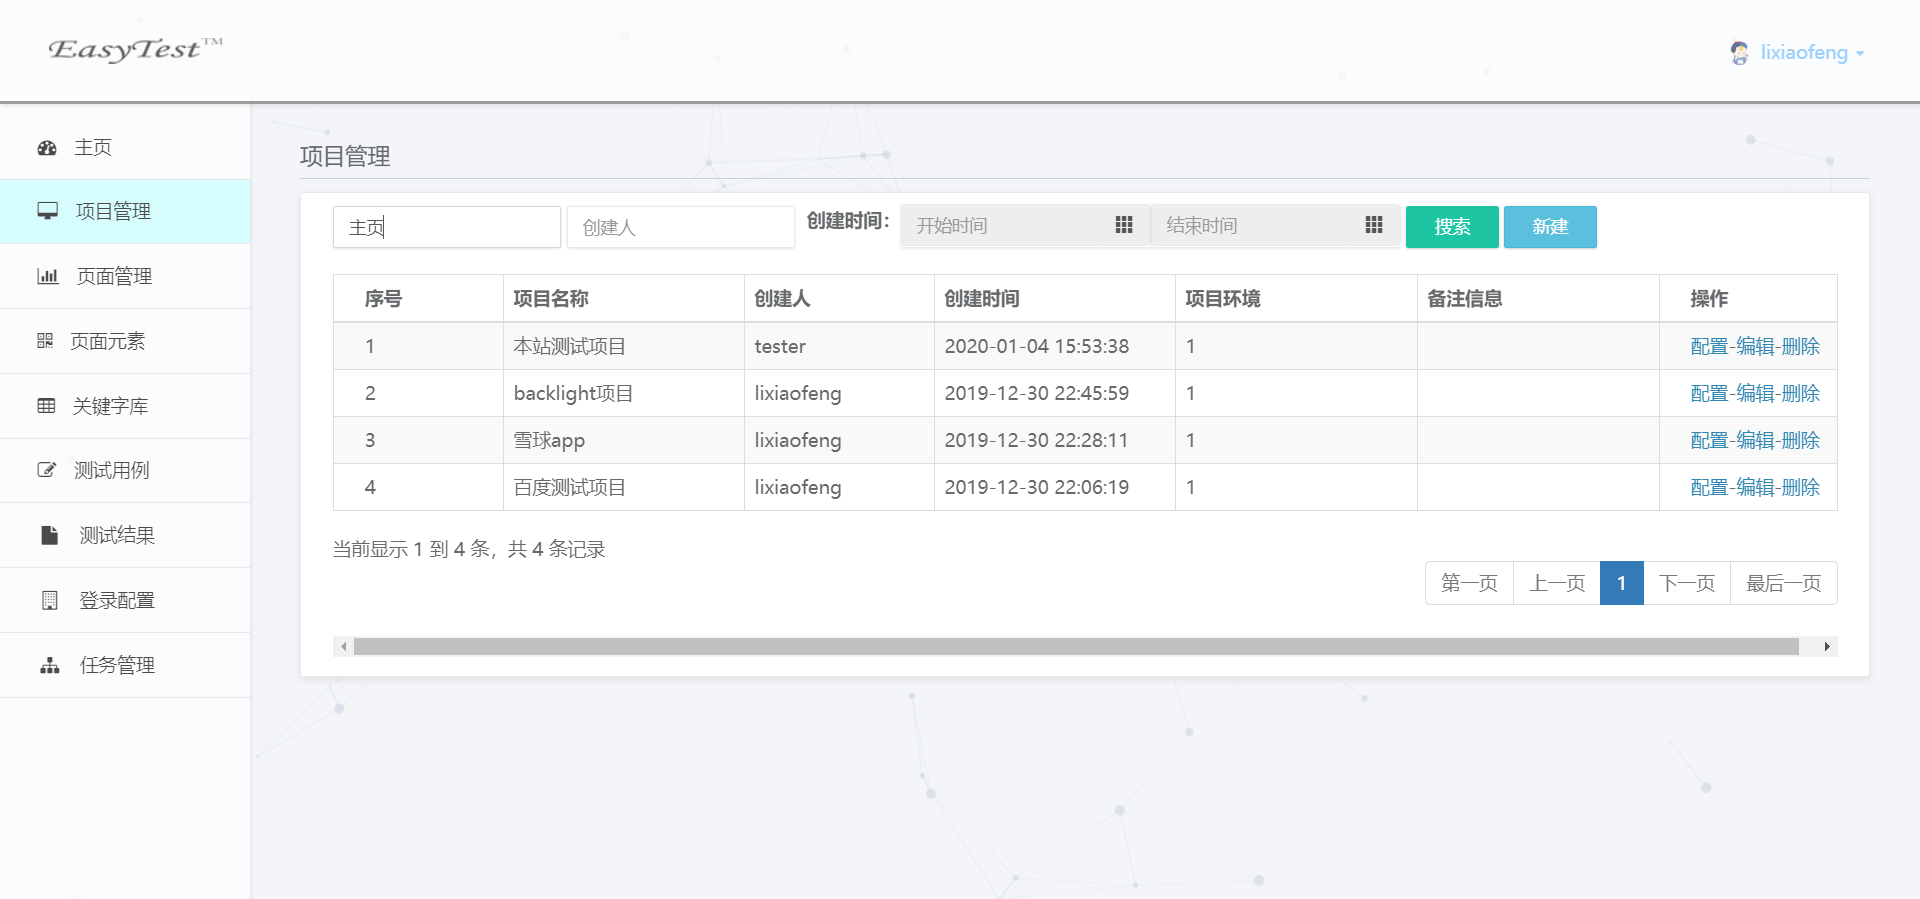 EasyTest™
lixiaofeng
主页
项目管理
页面管理
页面元素
关键字库
测试用例
测试结果
登录配置
任务管理
项目管理
主页 创建人 创建时间： 开始时间 结束时间 搜索 新建
序号 项目名称 创建人 创建时间 项目环境 备注信息 操作
1 本站测试项目 tester 2020-01-04 15:53:38 1 配置-编辑-删除
2 backlight项目 lixiaofeng 2019-12-30 22:45:59 1 配置-编辑-删除
3 雪球app lixiaofeng 2019-12-30 22:28:11 1 配置-编辑-删除
4 百度测试项目 lixiaofeng 2019-12-30 22:06:19 1 配置-编辑-删除
当前显示 1 到 4 条，共 4 条记录
第一页 上一页 1 下一页 最后一页